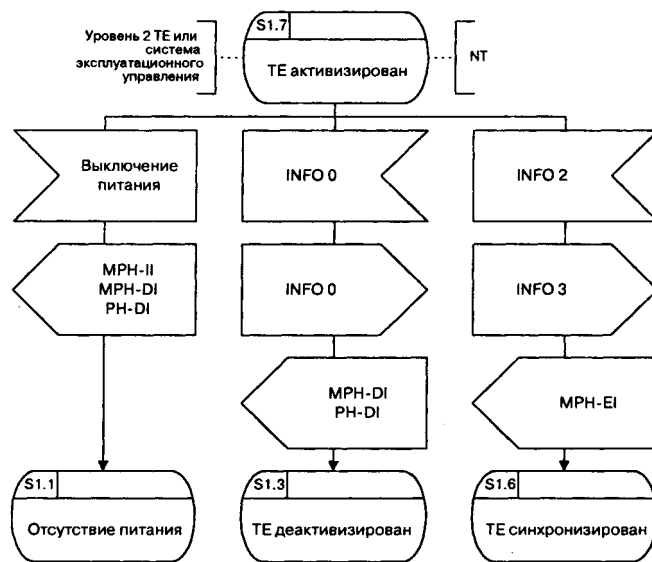 S1.7
Уровень 2 ТЕ или
система
эксплуатационного
управления
ТЕ активизирован
NT
Выключение
питания
INFO 0
INFO 2
MPH-II
MPH-DI
PH-DI
INFO 0
INFO 3
MPH-DI
PH-DI
MPH-EI
S1.1
Отсутствие питания
S1.3
ТЕ деактивизирован
S1.6
ТЕ синхронизирован